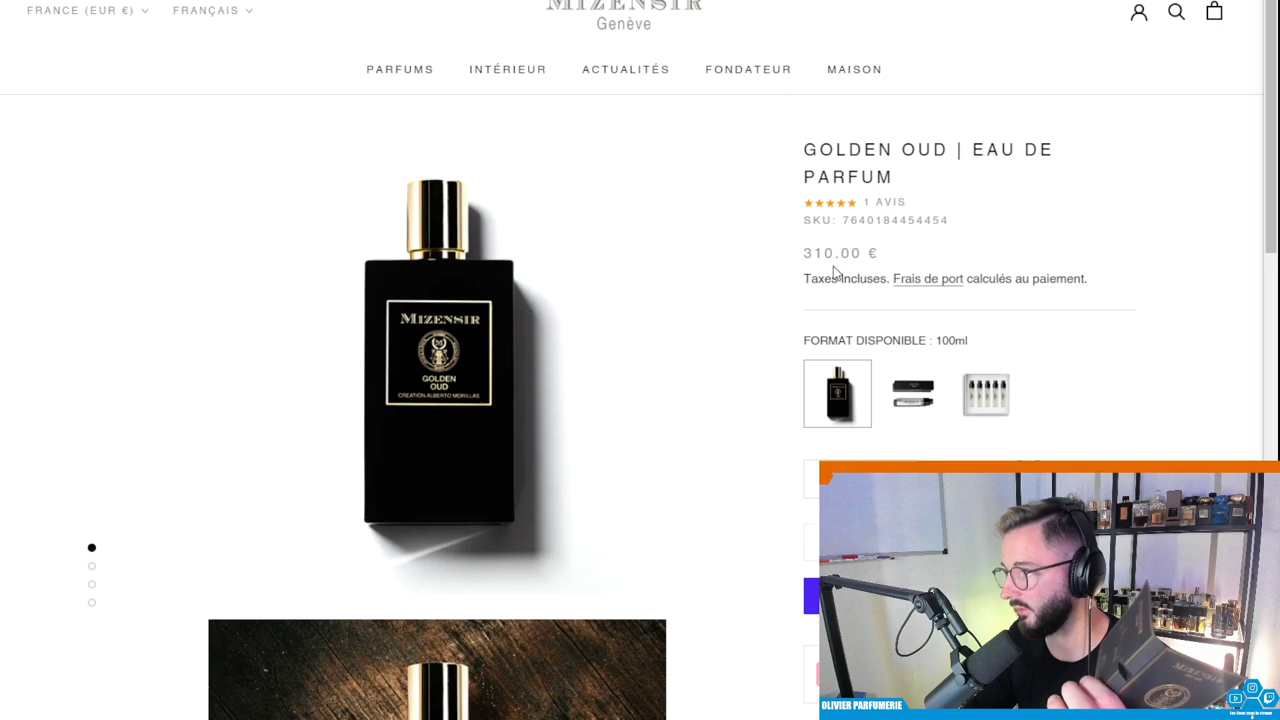 FRANCE (EUR €)
FRANÇAIS
MIZENSIR
Genève
PARFUMS
INTÉRIEUR
ACTUALITÉS
FONDATEUR
MAISON
GOLDEN OUD | EAU DE
PARFUM
1 AVIS
SKU: 7640184454454
310.00 €
Taxes incluses. Frais de port calculés au paiement.
FORMAT DISPONIBLE : 100ml
MIZENSIR
GOLDEN
OUD
CREATION ALBERTO MORILLAS
MIZENSIR
OLIVIER PARFUMERIE